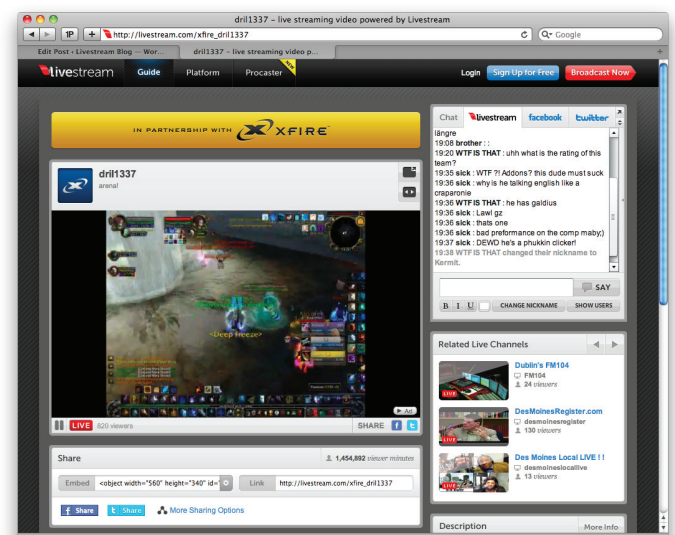 dril1337 – live streaming video powered by Livestream
1P
http://livestream.com/xfire_dril1337
Google
Edit Post ‹ Livestream Blog — Wor...
dril1337 – live streaming video p...
livestream
Guide
Platform
Procaster
NEW
Login
Sign Up for Free
Broadcast Now
IN PARTNERSHIP WITH XFIRE
dril1337
arena!
<Deep Freeze>
Ad
LIVE
620 viewers
SHARE
Share
1,454,892 viewer minutes
Embed
<object width="560" height="340" id="
Link
http://livestream.com/xfire_dril1337
Share
Share
More Sharing Options
Chat
livestream
facebook
twitter
längre
19:08 brother : :
19:20 WTF IS THAT : uhh what is the rating of this
team?
19:35 sick : WTF ?! Addons? this dude must suck
19:36 sick : why is he talking english like a
craparonie
19:36 WTF IS THAT : he has galdius
19:36 sick : Lawl gz
19:36 sick : thats one
19:36 sick : bad preformance on the comp maby;)
19:37 sick : DEWD he's a phukkin clicker!
19:38 WTF IS THAT changed their nickname to
Kermit.
SAY
B I U
CHANGE NICKNAME
SHOW USERS
Related Live Channels
Dublin's FM104
FM104
24 viewers
LIVE
DesMoinesRegister.com
desmoinesregister
130 viewers
LIVE
Des Moines Local LIVE ! !
desmoineslocallive
13 viewers
LIVE
Description
More Info